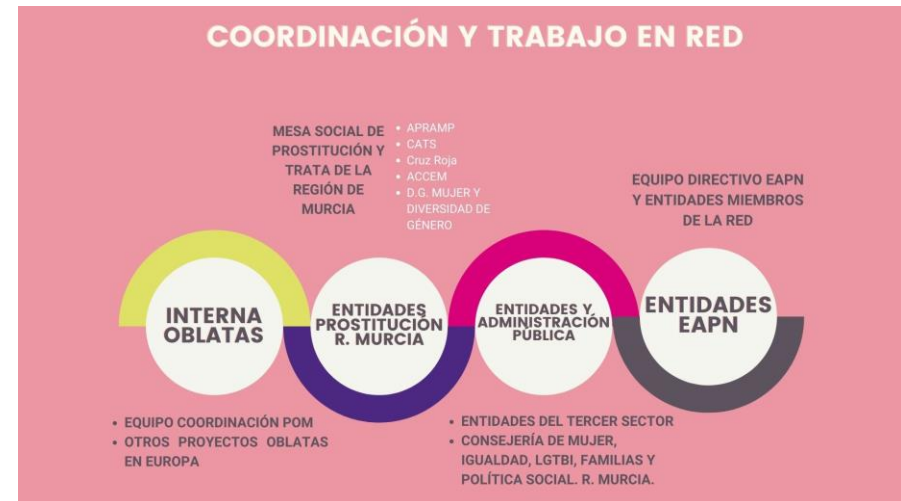 COORDINACIÓN Y TRABAJO EN RED
MESA SOCIAL DE
PROSTITUCIÓN Y
TRATA DE LA
REGIÓN DE
MURCIA
• APRAMP
• CATS
• Cruz Roja
• ACCEM
• D.G. MUJER Y
DIVERSIDAD DE
GÉNERO
EQUIPO DIRECTIVO EAPN
Y ENTIDADES MIEMBROS
DE LA RED
INTERNA
OBLATAS
ENTIDADES
PROSTITUCIÓN
R. MURCIA
ENTIDADES Y
ADMINISTRACIÓN
PÚBLICA
ENTIDADES
EAPN
• EQUIPO COORDINACIÓN POM
• OTROS PROYECTOS OBLATAS
EN EUROPA
• ENTIDADES DEL TERCER SECTOR
• CONSEJERÍA DE MUJER,
IGUALDAD, LGTBI, FAMILIAS Y
POLÍTICA SOCIAL. R. MURCIA.